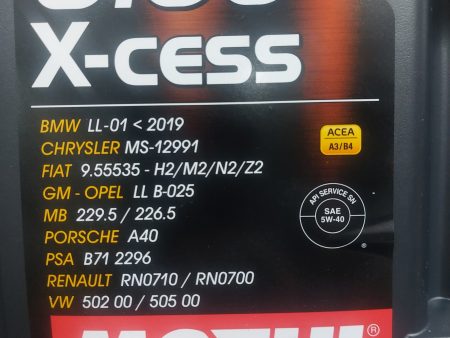 8100
X-cess
BMW LL-01 < 2019
CHRYSLER MS-12991
FIAT 9.55535 - H2/M2/N2/Z2
GM - OPEL LL B-025
MB 229.5 / 226.5
PORSCHE A40
PSA B71 2296
RENAULT RN0710 / RN0700
VW 502 00 / 505 00
ACEA
A3/B4
API SERVICE SN
SAE
5W-40
®
MOTUL®